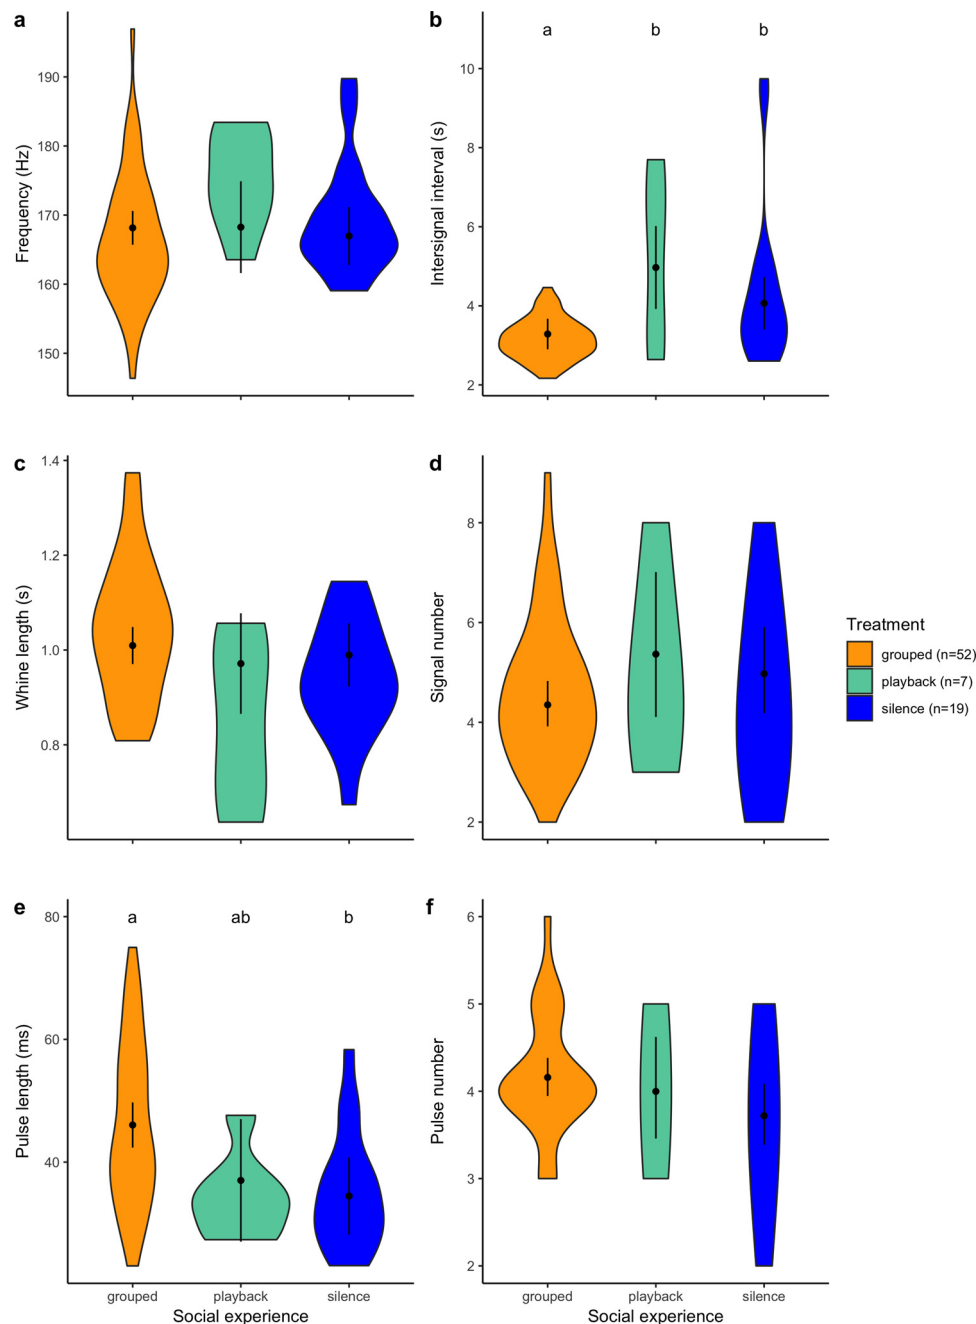 a
190
180
170
160
150
Frequency (Hz)
b
a b b
10
8
6
4
2
Intersignal interval (s)
c
1.4
1.2
1.0
0.8
Whine length (s)
d
8
6
4
2
Signal number
Treatment
grouped (n=52)
playback (n=7)
silence (n=19)
e
a ab b
80
60
40
Pulse length (ms)
grouped playback silence
Social experience
f
6
5
4
3
2
Pulse number
grouped playback silence
Social experience